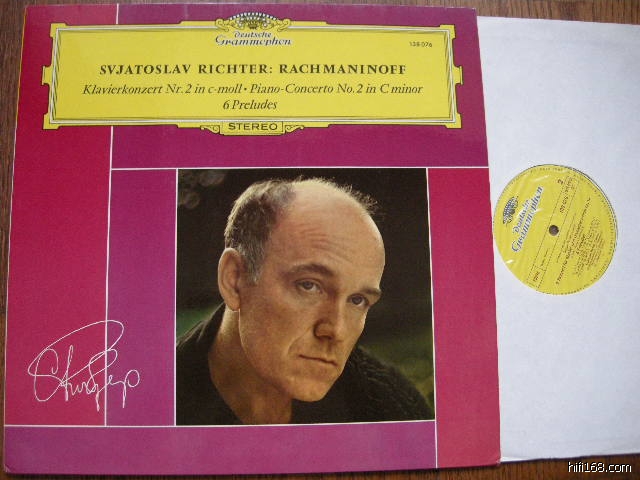 Deutsche
Grammophon
138 076
SVJATOSLAV RICHTER: RACHMANINOFF
Klavierkonzert Nr. 2 in c-moll · Piano-Concerto No. 2 in C minor
6 Preludes
STEREO
Deutsche
Grammophon
2
hifi168.com